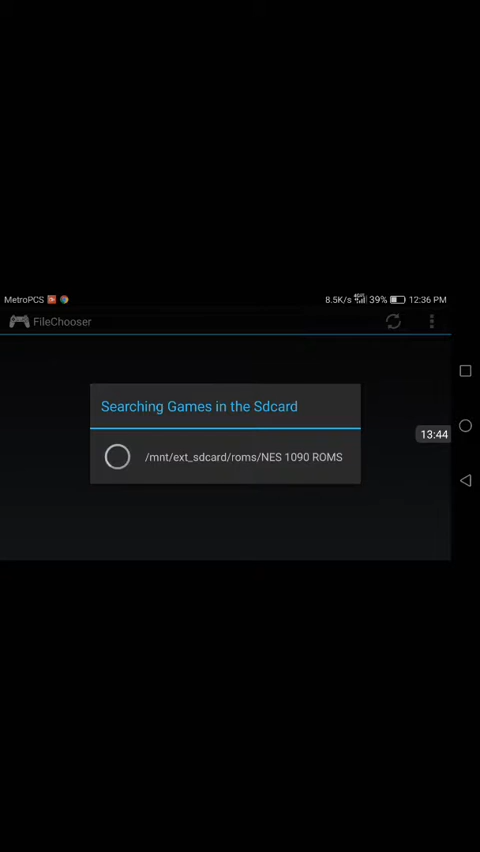 MetroPCS 8.5K/s 4G 39% 12:36 PM
FileChooser
Searching Games in the Sdcard
13:44
/mnt/ext_sdcard/roms/NES 1090 ROMS